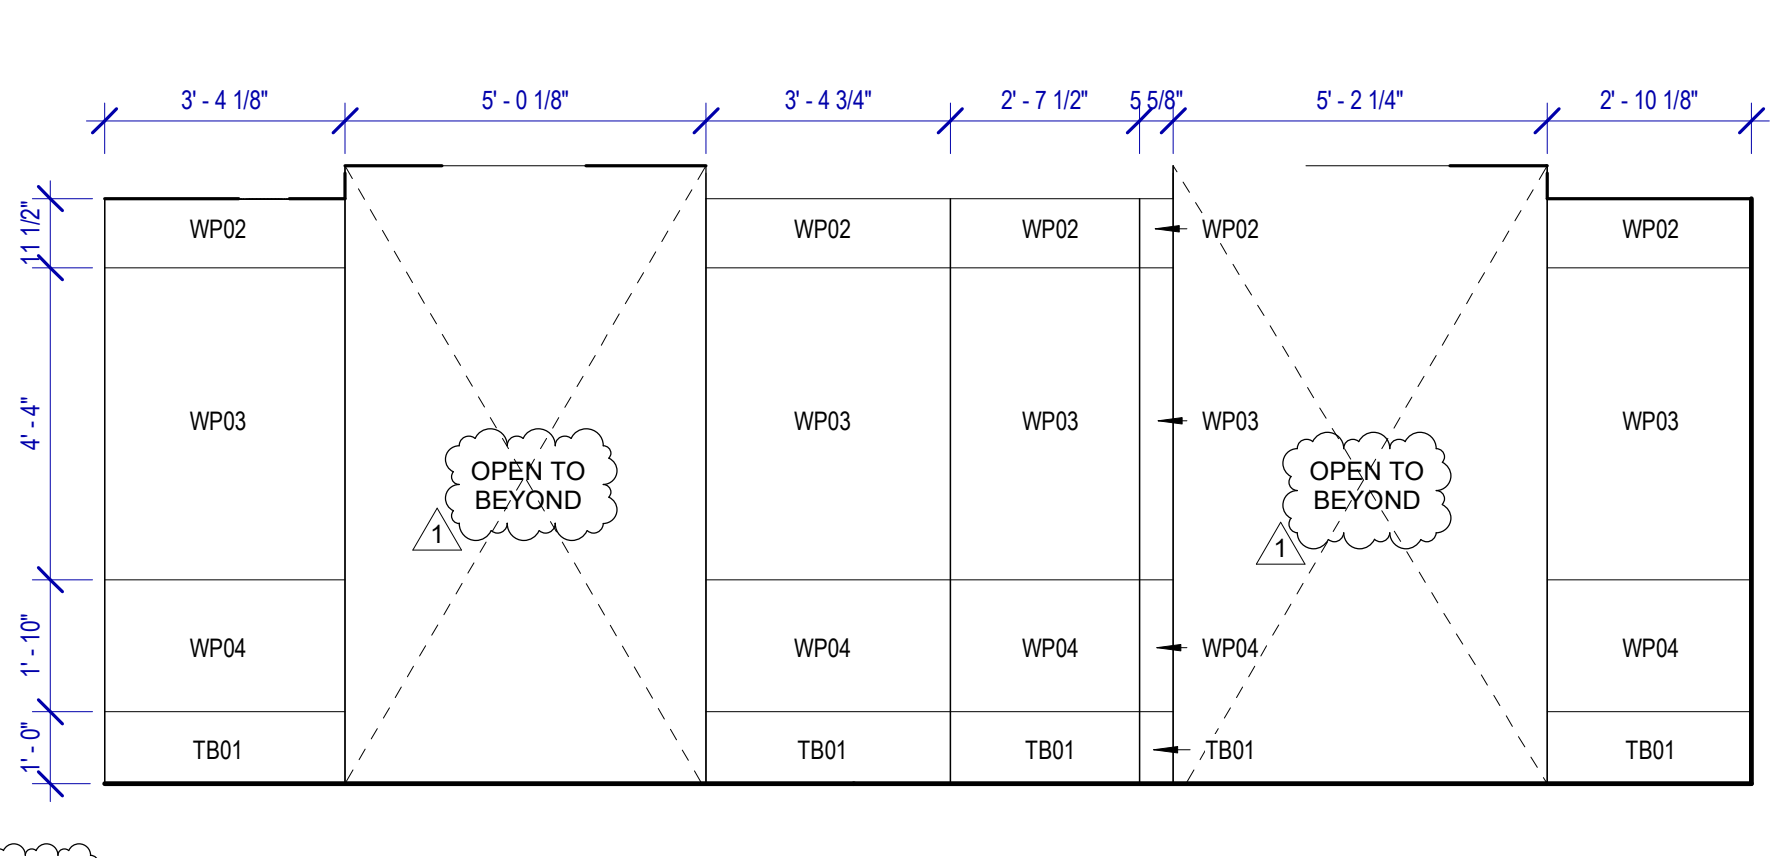 3' - 4 1/8" 5' - 0 1/8" 3' - 4 3/4" 2' - 7 1/2" 5 5/8" 5' - 2 1/4" 2' - 10 1/8"
11 1/2"
WP02 WP02 WP02 WP02 WP02
4' - 4"
WP03 WP03 WP03 WP03 WP03
OPEN TO OPEN TO
BEYOND BEYOND
1 1
1' - 10"
WP04 WP04 WP04 WP04 WP04
1' - 0"
TB01 TB01 TB01 TB01 TB01